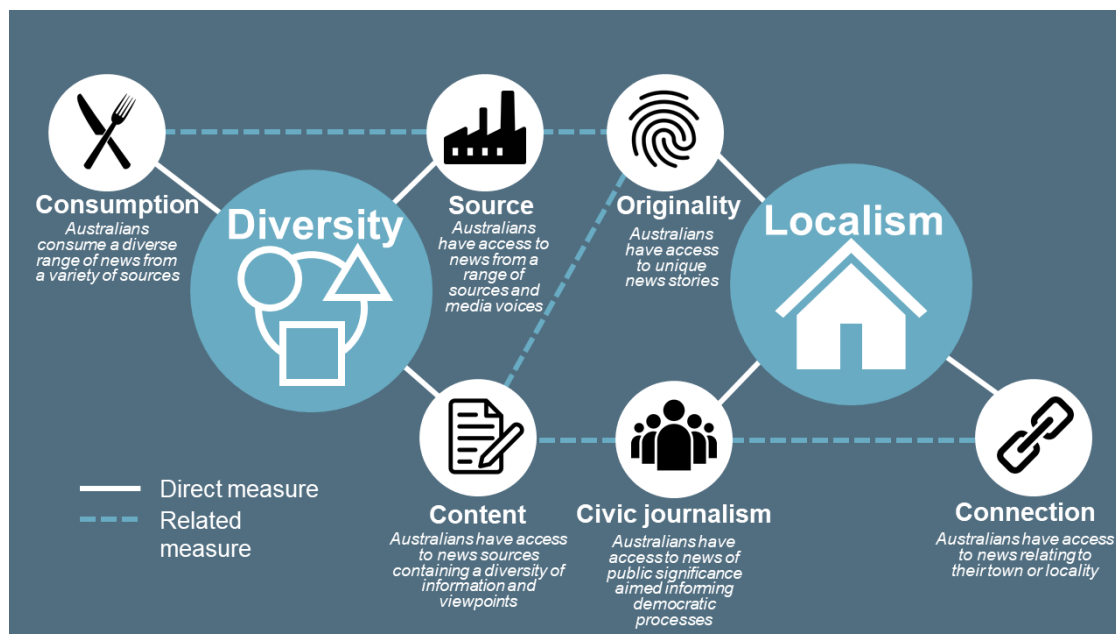 Consumption
Australians
consume a diverse
range of news from
a variety of sources
Diversity
Source
Australians
have access to
news from a
range of
sources and
media voices
Originality
Australians
have access
to unique
news stories
Localism
Direct measure
Related
measure
Content
Australians have access
to news sources
containing a diversity of
information and
viewpoints
Civic journalism
Australians have
access to news of
public significance
aimed informing
democratic
processes
Connection
Australians have access
to news relating to
their town or locality